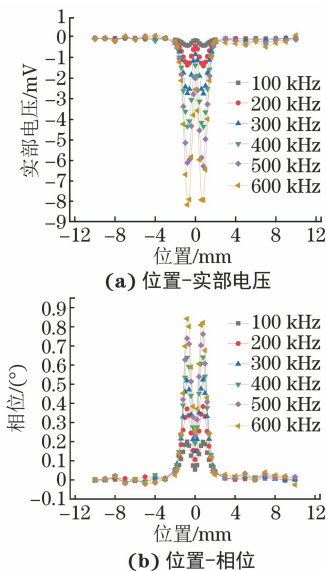 1
0
−1
−2
−3
−4
−5
−6
−7
−8
−9
实部电压/mV
100 kHz
200 kHz
300 kHz
400 kHz
500 kHz
600 kHz
−12 −8 −4 0 4 8 12
位置/mm
(a) 位置-实部电压
0.9
0.8
0.7
0.6
0.5
0.4
0.3
0.2
0.1
0
−0.1
相位/(°)
100 kHz
200 kHz
300 kHz
400 kHz
500 kHz
600 kHz
−12 −8 −4 0 4 8 12
位置/mm
(b) 位置-相位